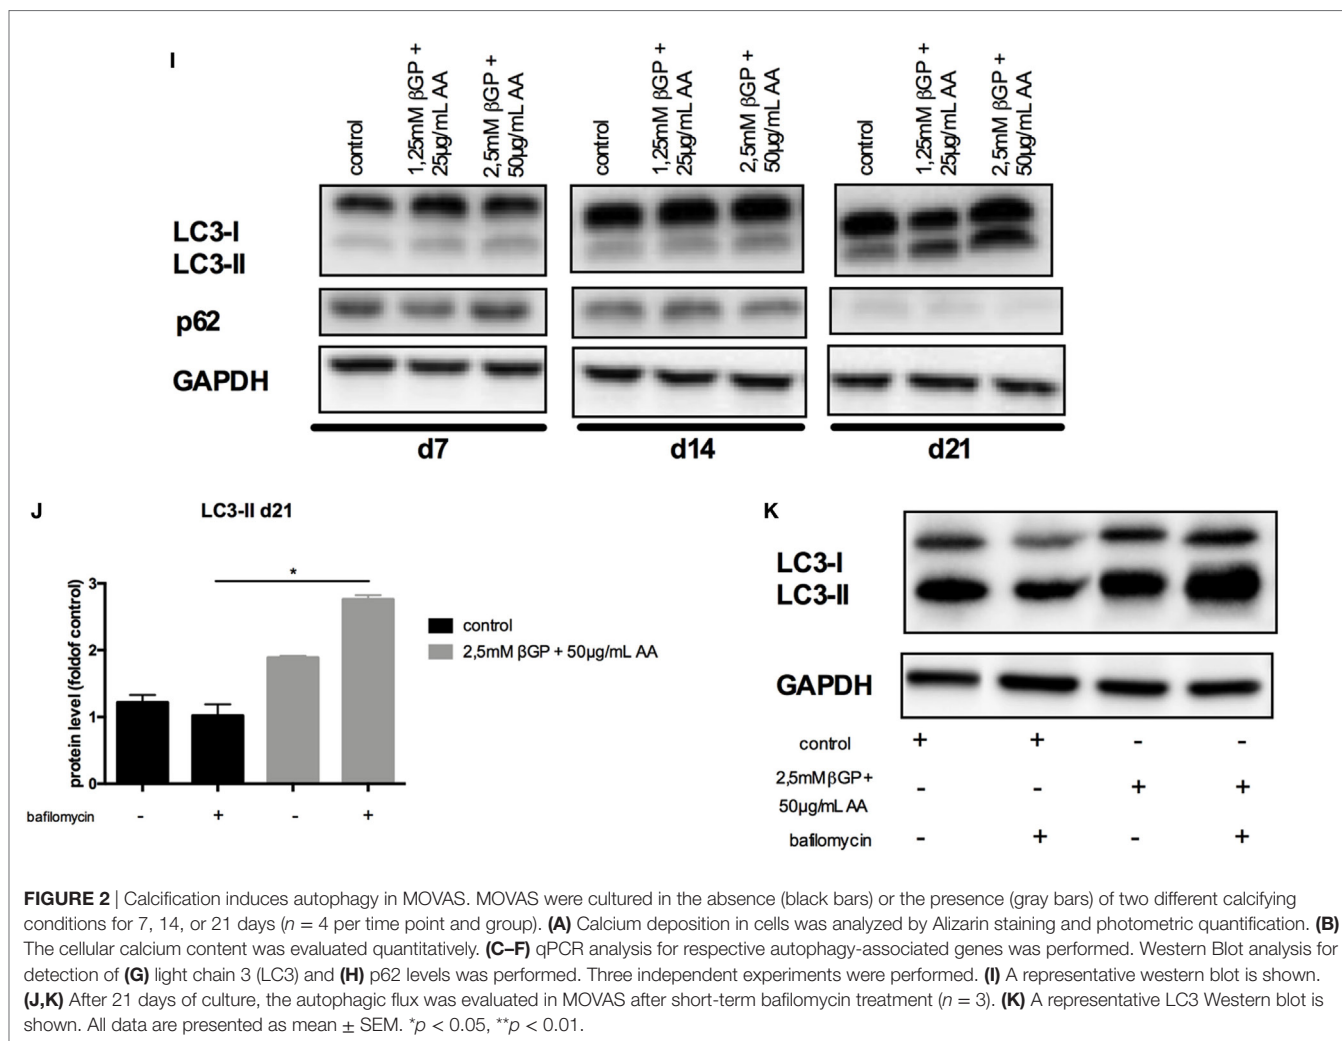 I
control
1,25mM βGP +
25µg/mL AA
2,5mM βGP +
50µg/mL AA
control
1,25mM βGP +
25µg/mL AA
2,5mM βGP +
50µg/mL AA
control
1,25mM βGP +
25µg/mL AA
2,5mM βGP +
50µg/mL AA
LC3-I
LC3-II
p62
GAPDH
d7
d14
d21
J
LC3-II d21
protein level (foldof control)
3
2
1
0
*
control
2,5mM βGP + 50µg/mL AA
bafilomycin - + - +
K
LC3-I
LC3-II
GAPDH
control + + - -
2,5mM βGP +
50µg/mL AA
- - + +
bafilomycin - + - +
FIGURE 2 | Calcification induces autophagy in MOVAS. MOVAS were cultured in the absence (black bars) or the presence (gray bars) of two different calcifying
conditions for 7, 14, or 21 days (n = 4 per time point and group). (A) Calcium deposition in cells was analyzed by Alizarin staining and photometric quantification. (B)
The cellular calcium content was evaluated quantitatively. (C–F) qPCR analysis for respective autophagy-associated genes was performed. Western Blot analysis for
detection of (G) light chain 3 (LC3) and (H) p62 levels was performed. Three independent experiments were performed. (I) A representative western blot is shown.
(J,K) After 21 days of culture, the autophagic flux was evaluated in MOVAS after short-term bafilomycin treatment (n = 3). (K) A representative LC3 Western blot is
shown. All data are presented as mean ± SEM. *p < 0.05, **p < 0.01.